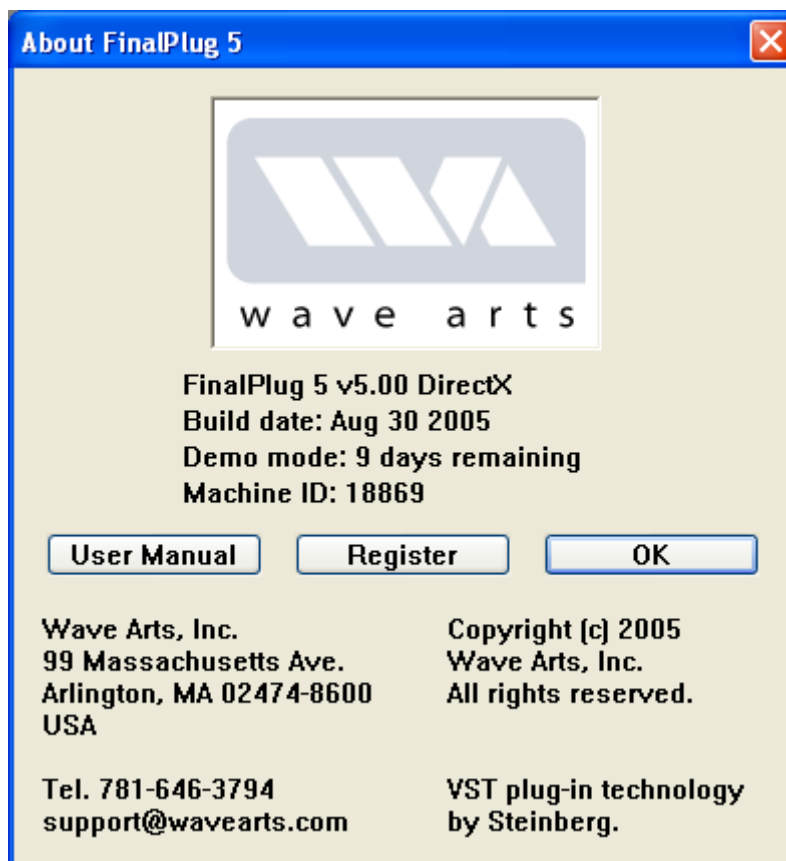 About FinalPlug 5
wave arts
FinalPlug 5 v5.00 DirectX
Build date: Aug 30 2005
Demo mode: 9 days remaining
Machine ID: 18869
User Manual
Register
OK
Wave Arts, Inc.
99 Massachusetts Ave.
Arlington, MA 02474-8600
USA
Tel. 781-646-3794
support@wavearts.com
Copyright (c) 2005
Wave Arts, Inc.
All rights reserved.
VST plug-in technology
by Steinberg.